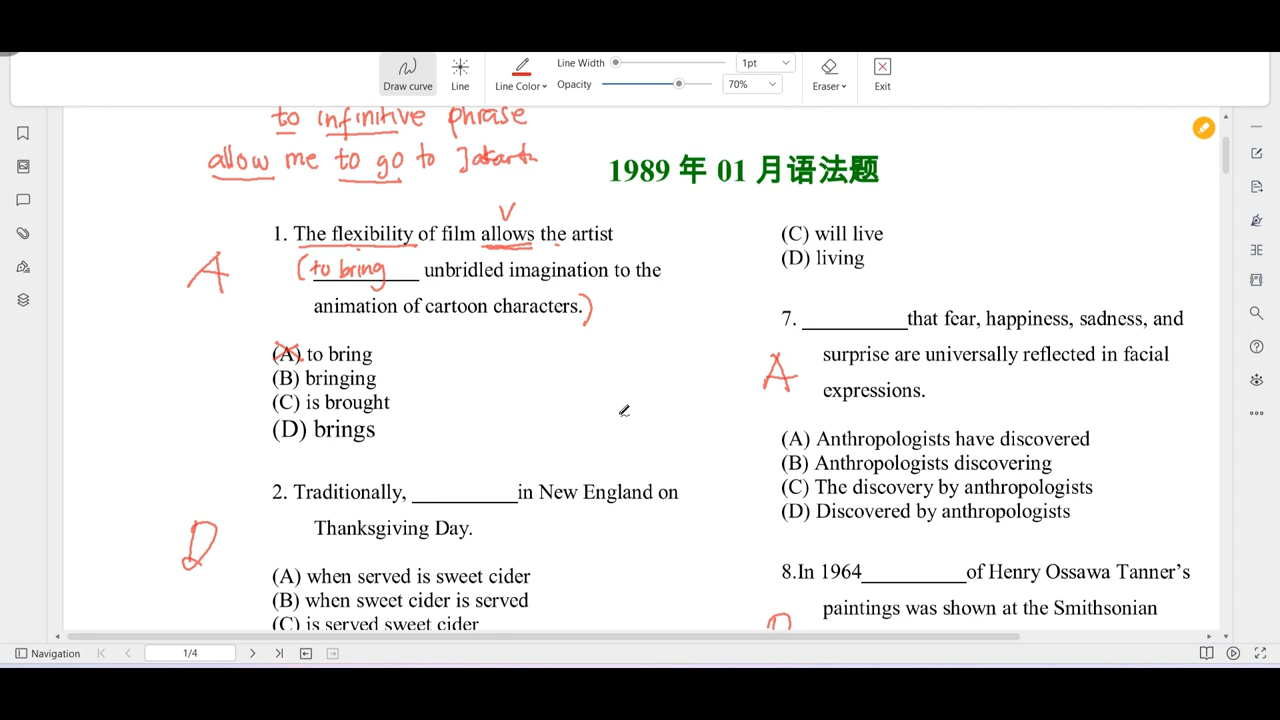 Line Width
1pt
Draw curve
Line
Line Color
Opacity
70%
Eraser
Exit
to infinitive phrase
allow me to go to
1989 年 01 月语法题
V
1. The flexibility of film allows the artist
A
(to bring
__________ unbridled imagination to the
animation of cartoon characters.)
(A) to bring
(B) bringing
(C) is brought
(D) brings
2. Traditionally, __________in New England on
D
Thanksgiving Day.
(A) when served is sweet cider
(B) when sweet cider is served
(C) is served sweet cider
(C) will live
(D) living
7. __________that fear, happiness, sadness, and
A
surprise are universally reflected in facial
expressions.
(A) Anthropologists have discovered
(B) Anthropologists discovering
(C) The discovery by anthropologists
(D) Discovered by anthropologists
8.In 1964__________of Henry Ossawa Tanner’s
paintings was shown at the Smithsonian
Navigation
1/4